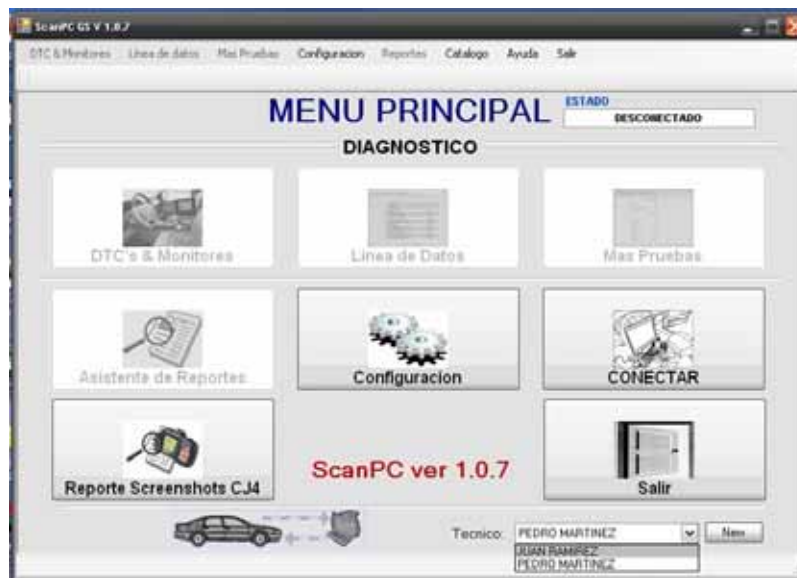 ScanPC GS V 1.0.7
DTC & Monitores Linea de datos Mas Pruebas Configuracion Reportes Catalogo Ayuda Salir
MENU PRINCIPAL
ESTADO
DESCONECTADO
DIAGNOSTICO
DTC's & Monitores
Linea de Datos
Mas Pruebas
Asistente de Reportes
Configuracion
CONECTAR
Reporte Screenshots CJ4
ScanPC ver 1.0.7
Salir
Tecnico: PEDRO MARTINEZ New
JUAN RAMIREZ
PEDRO MARTINEZ